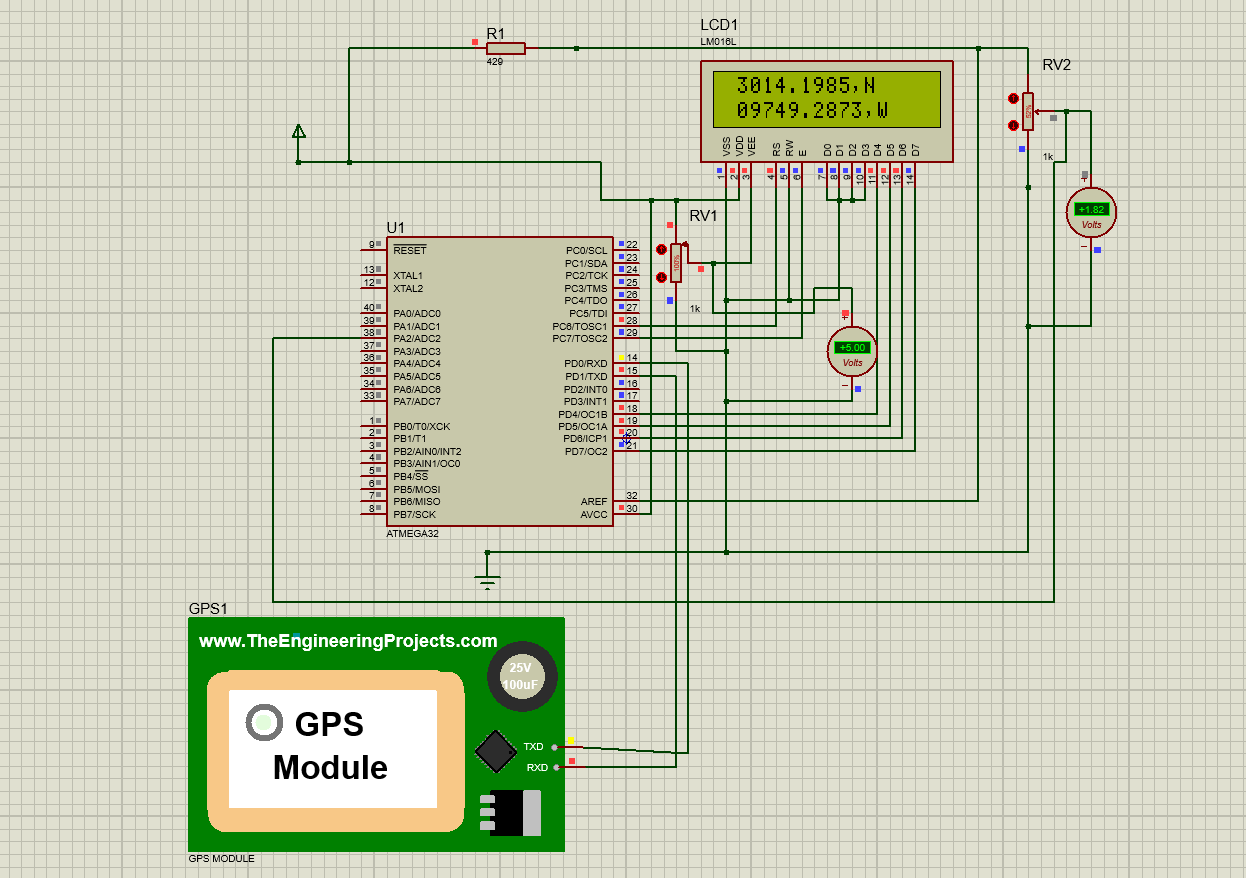 LCD1
LM016L
R1
429
3014.1985,N
09749.2873,W
VSS
VDD
VEE
RS
RW
E
D0
D1
D2
D3
D4
D5
D6
D7
1
2
3
4
5
6
7
8
9
10
11
12
13
14
RV2
52%
1k
+1.82
Volts
RV1
100%
1k
+5.00
Volts
U1
9 RESET PC0/SCL 22
PC1/SDA 23
13 XTAL1 PC2/TCK 24
12 XTAL2 PC3/TMS 25
PC4/TDO 26
40 PA0/ADC0 PC5/TDI 27
39 PA1/ADC1 PC6/TOSC1 28
38 PA2/ADC2 PC7/TOSC2 29
37 PA3/ADC3
36 PA4/ADC4 PD0/RXD 14
35 PA5/ADC5 PD1/TXD 15
34 PA6/ADC6 PD2/INT0 16
33 PA7/ADC7 PD3/INT1 17
PD4/OC1B 18
1 PB0/T0/XCK PD5/OC1A 19
2 PB1/T1 PD6/ICP1 20
3 PB2/AIN0/INT2 PD7/OC2 21
4 PB3/AIN1/OC0
5 PB4/SS
6 PB5/MOSI
7 PB6/MISO AREF 32
8 PB7/SCK AVCC 30
ATMEGA32
GPS1
www.TheEngineeringProjects.com
25V
100uF
GPS
Module
TXD
RXD
GPS MODULE